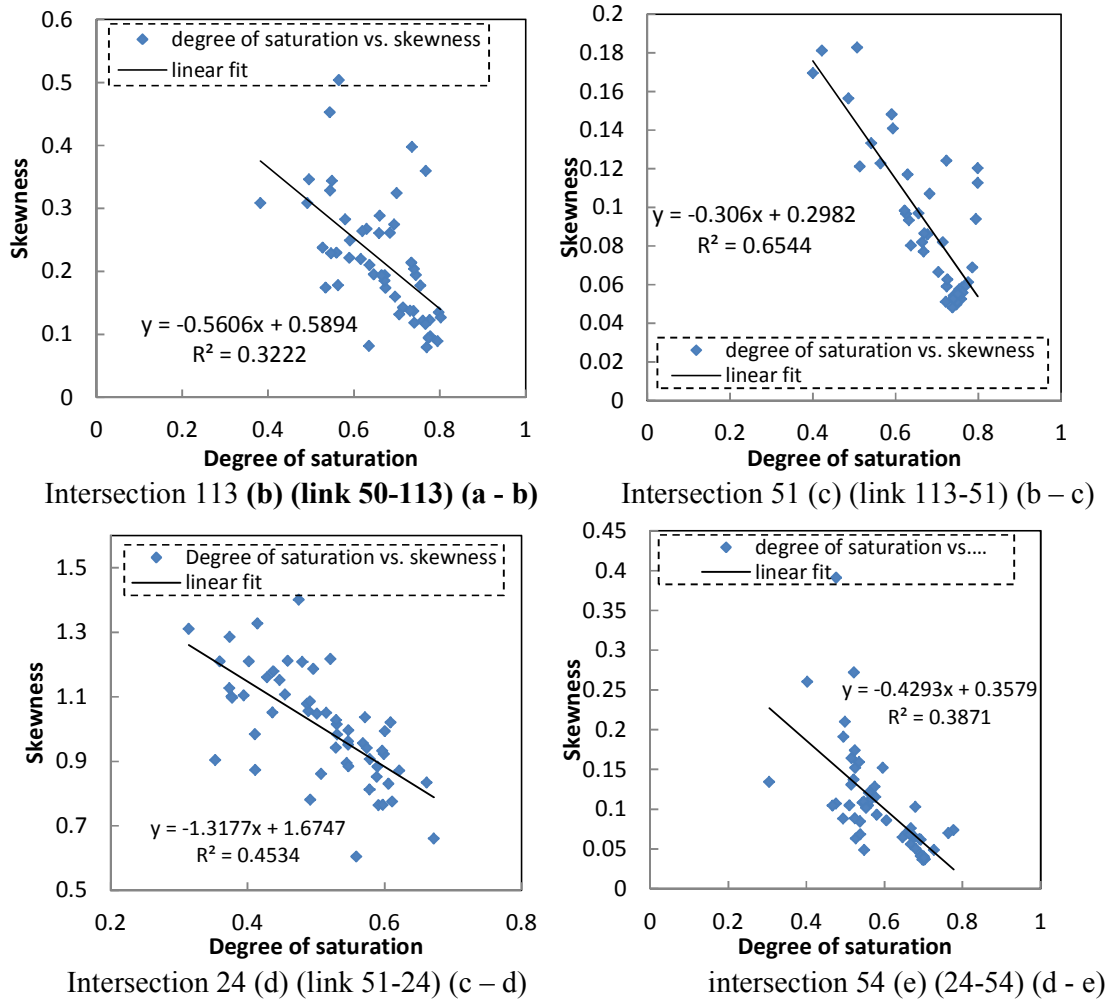 0.6
0.5
0.4
0.3
0.2
0.1
0
Skewness
degree of saturation vs. skewness
linear fit
y = -0.5606x + 0.5894
R² = 0.3222
0 0.2 0.4 0.6 0.8 1
Degree of saturation
Intersection 113 (b) (link 50-113) (a - b)
0.2
0.18
0.16
0.14
0.12
0.1
0.08
0.06
0.04
0.02
0
Skewness
y = -0.306x + 0.2982
R² = 0.6544
degree of saturation vs. skewness
linear fit
0 0.2 0.4 0.6 0.8 1
Degree of saturation
Intersection 51 (c) (link 113-51) (b – c)
1.5
1.3
1.1
0.9
0.7
0.5
Skewness
Degree of saturation vs. skewness
linear fit
y = -1.3177x + 1.6747
R² = 0.4534
0.2 0.4 0.6 0.8
Degree of saturation
Intersection 24 (d) (link 51-24) (c – d)
0.45
0.4
0.35
0.3
0.25
0.2
0.15
0.1
0.05
0
Skewness
degree of saturation vs....
linear fit
y = -0.4293x + 0.3579
R² = 0.3871
0 0.2 0.4 0.6 0.8 1
Degree of saturation
intersection 54 (e) (24-54) (d - e)